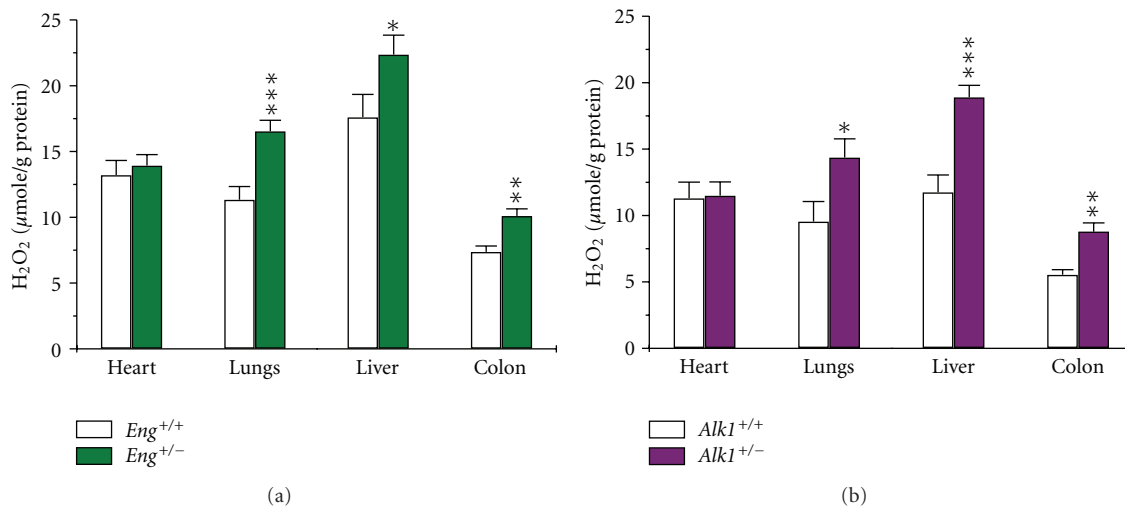 25
20
15
10
5
0
H₂O₂ (µmole/g protein)
***
*
**
Heart Lungs Liver Colon
Eng+/+
Eng+/−
(a)
25
20
15
10
5
0
H₂O₂ (µmole/g protein)
*
***
**
Heart Lungs Liver Colon
Alk1+/+
Alk1+/−
(b)